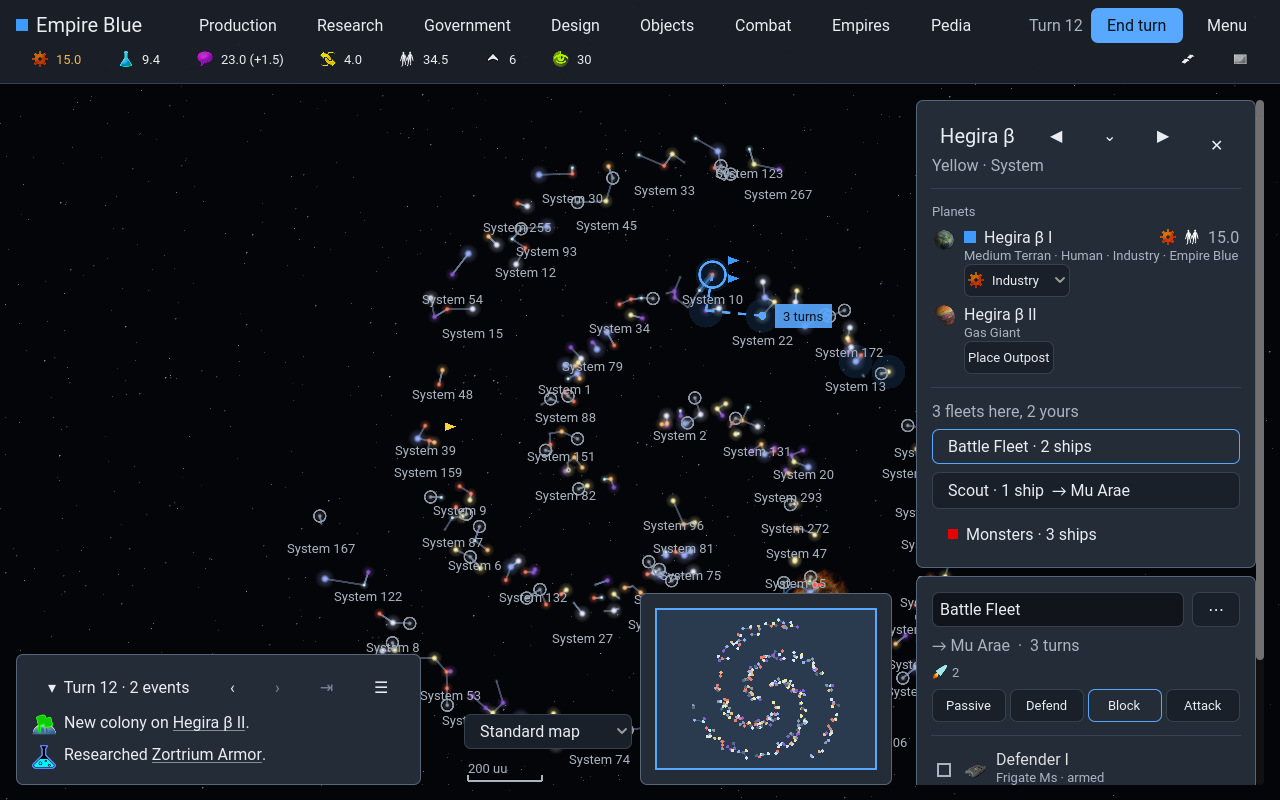 Empire Blue
Production
Research
Government
Design
Objects
Combat
Empires
Pedia
Turn 12
End turn
Menu
15.0
9.4
23.0 (+1.5)
4.0
34.5
6
30
System 123
System 33
System 267
System 30
System 45
System 255
System 93
System 12
System 54
System 10
System 15
System 34
3 turns
System 22
System 172
System 79
System 13
System 1
System 48
System 88
System 2
System 39
System 151
System 131
System 159
System 20
System 82
System 293
System 9
System 96
System 272
System 87
System 81
System 167
System 47
System 6
System 75
System 65
System 122
System 132
System 27
System 8
System 53
System 74
Hegira β
Yellow · System
Planets
Hegira β I
15.0
Medium Terran · Human · Industry · Empire Blue
Industry
Hegira β II
Gas Giant
Place Outpost
3 fleets here, 2 yours
Battle Fleet · 2 ships
Scout · 1 ship → Mu Arae
Monsters · 3 ships
Battle Fleet
...
→ Mu Arae · 3 turns
2
Passive
Defend
Block
Attack
Defender I
Frigate Ms · armed
Turn 12 · 2 events
New colony on Hegira β II.
Researched Zortrium Armor.
Standard map
200 uu